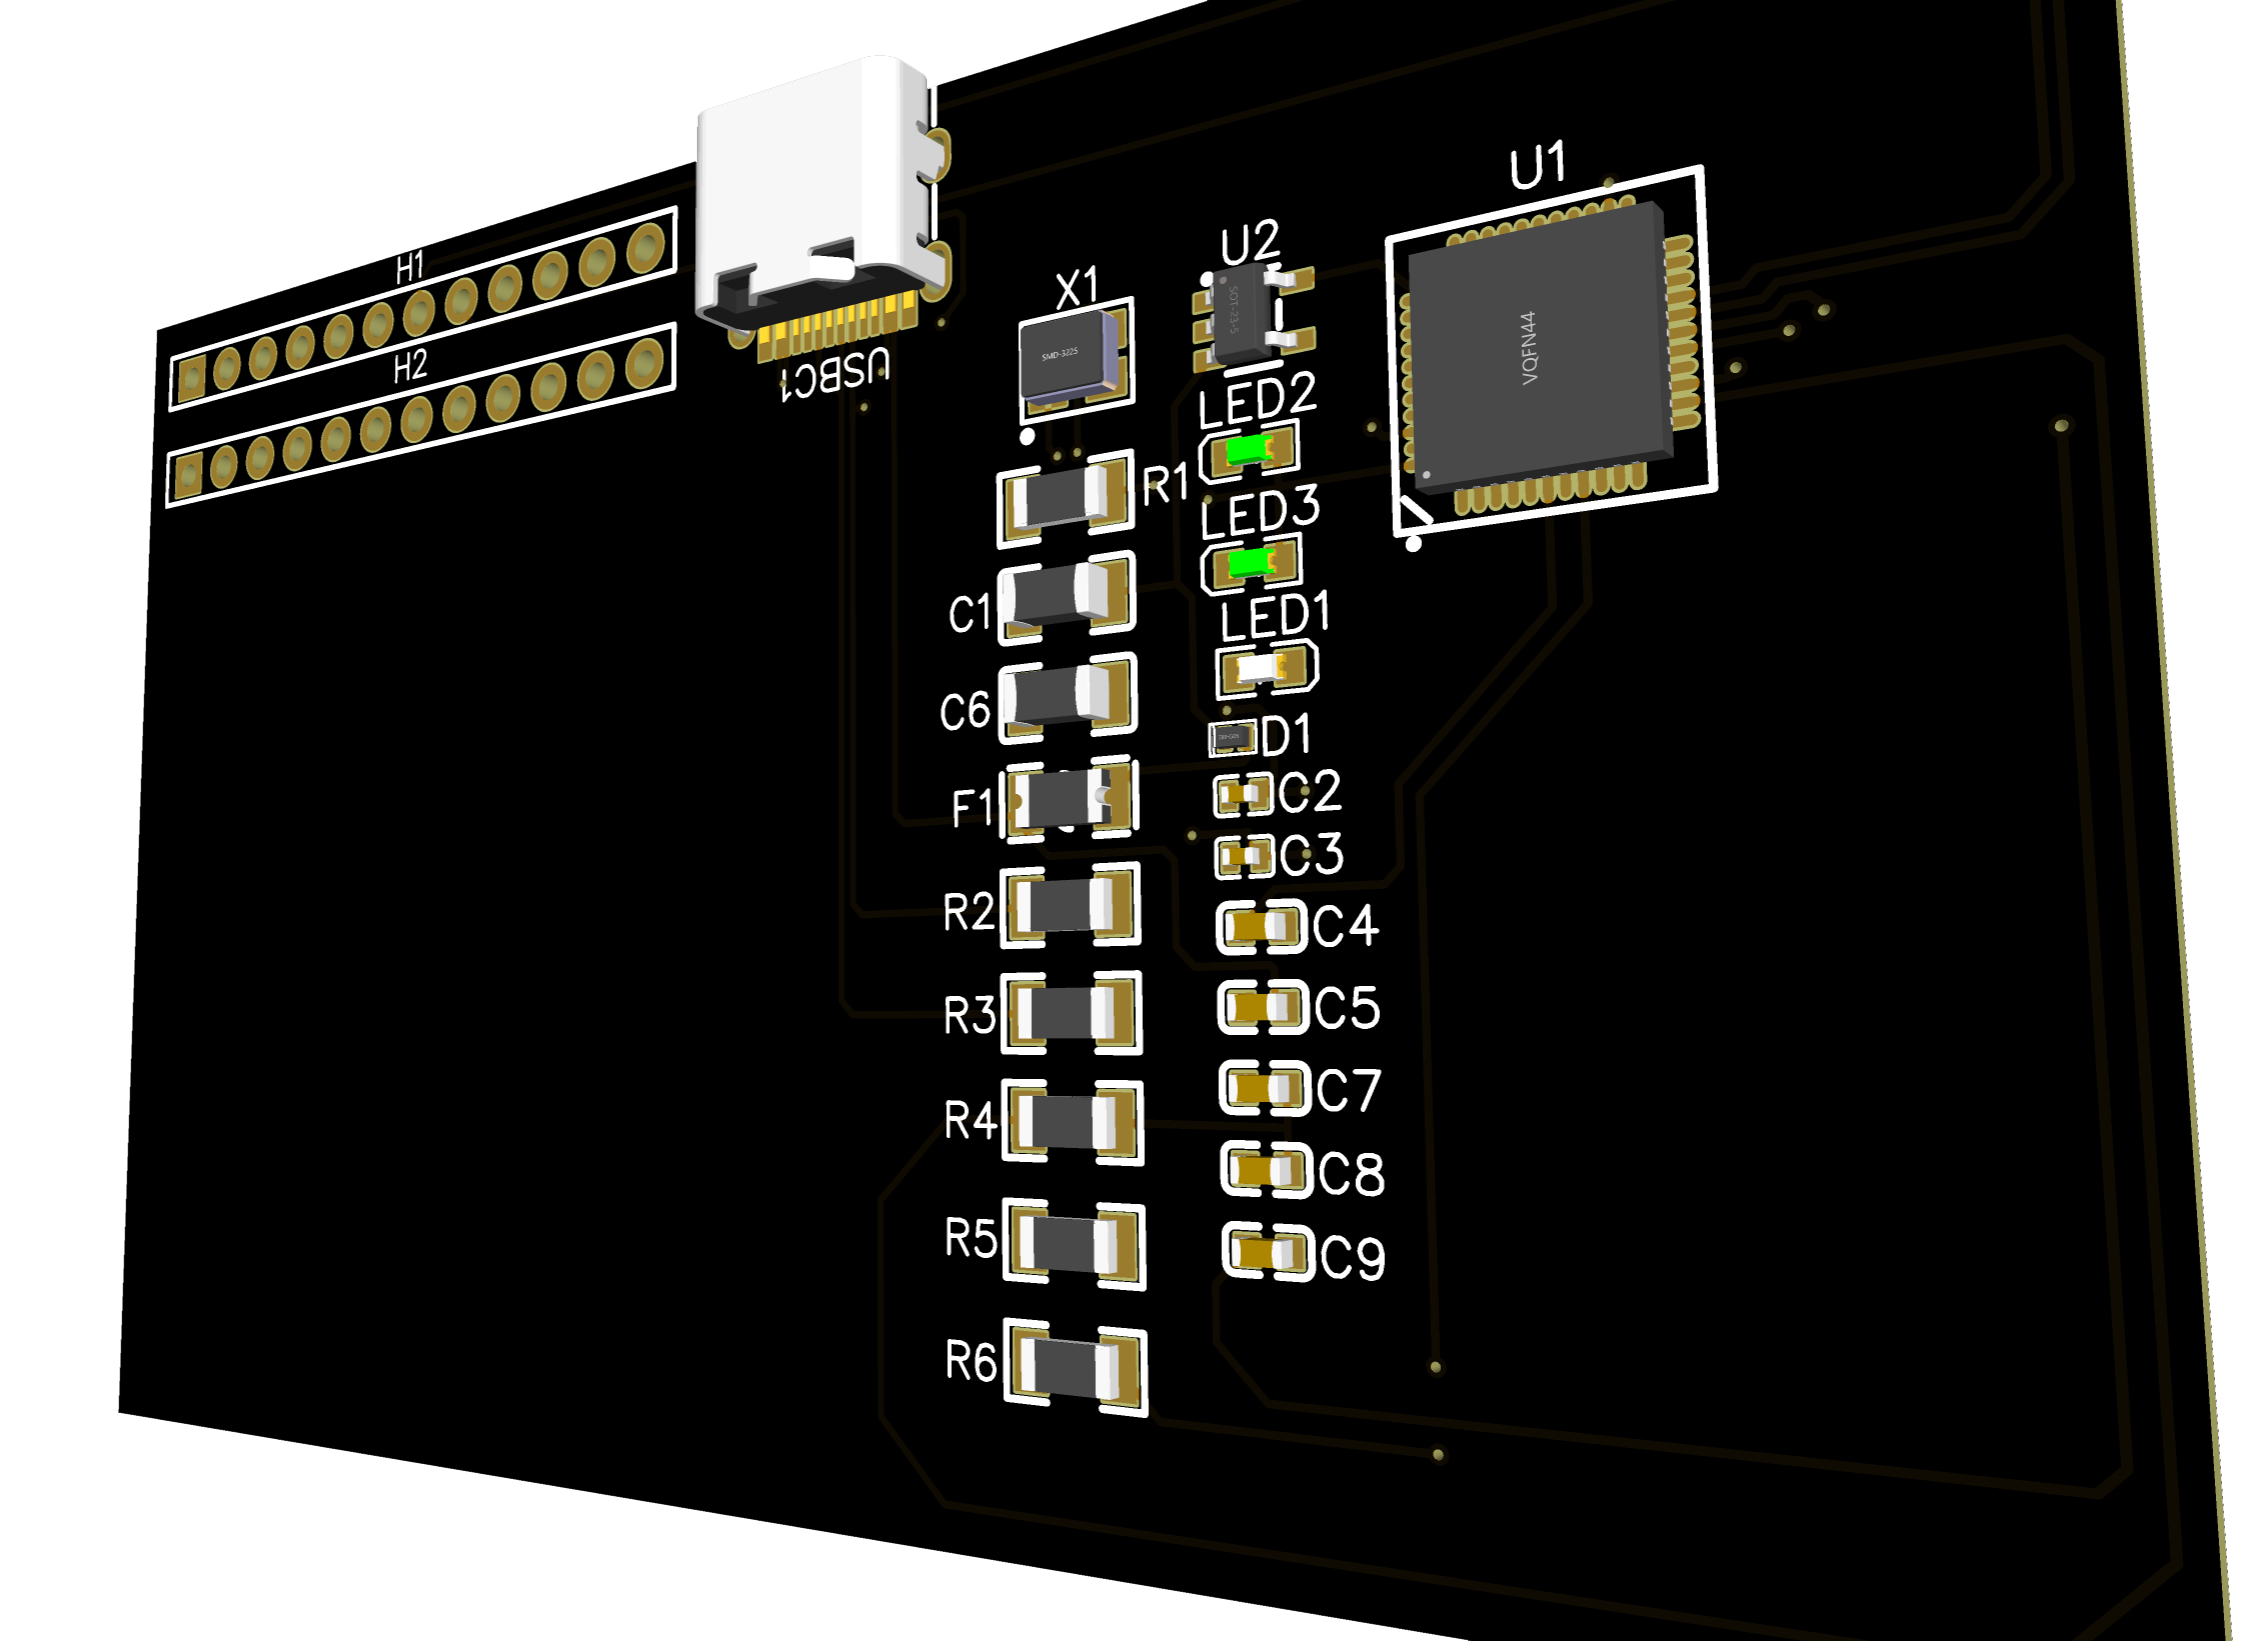 U1
VQFN44
U2
SOT-23-5
X1
SMD-3225
H1
H2
USBC1
LED2
R1
LED3
C1
LED1
C6
D1
F1
C2
C3
R2
C4
R3
C5
R4
C7
R5
C8
R6
C9